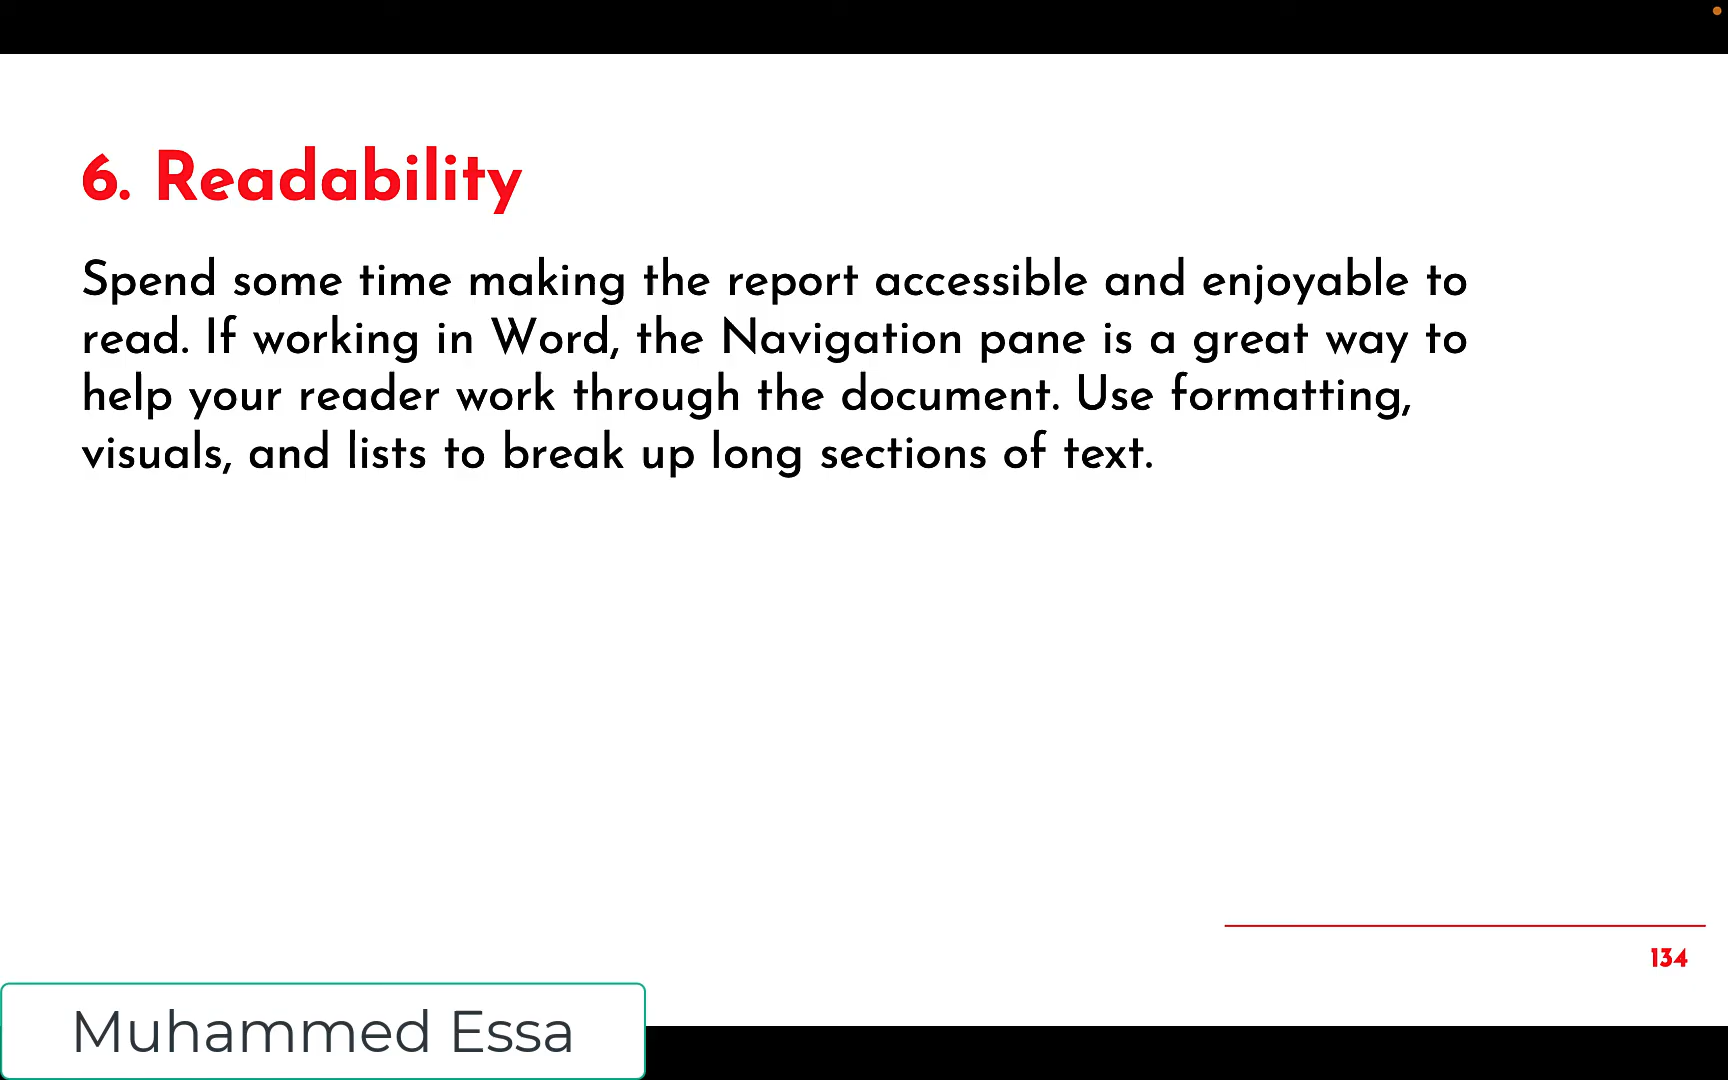 6. Readability
Spend some time making the report accessible and enjoyable to
read. If working in Word, the Navigation pane is a great way to
help your reader work through the document. Use formatting,
visuals, and lists to break up long sections of text.
134
Muhammed Essa